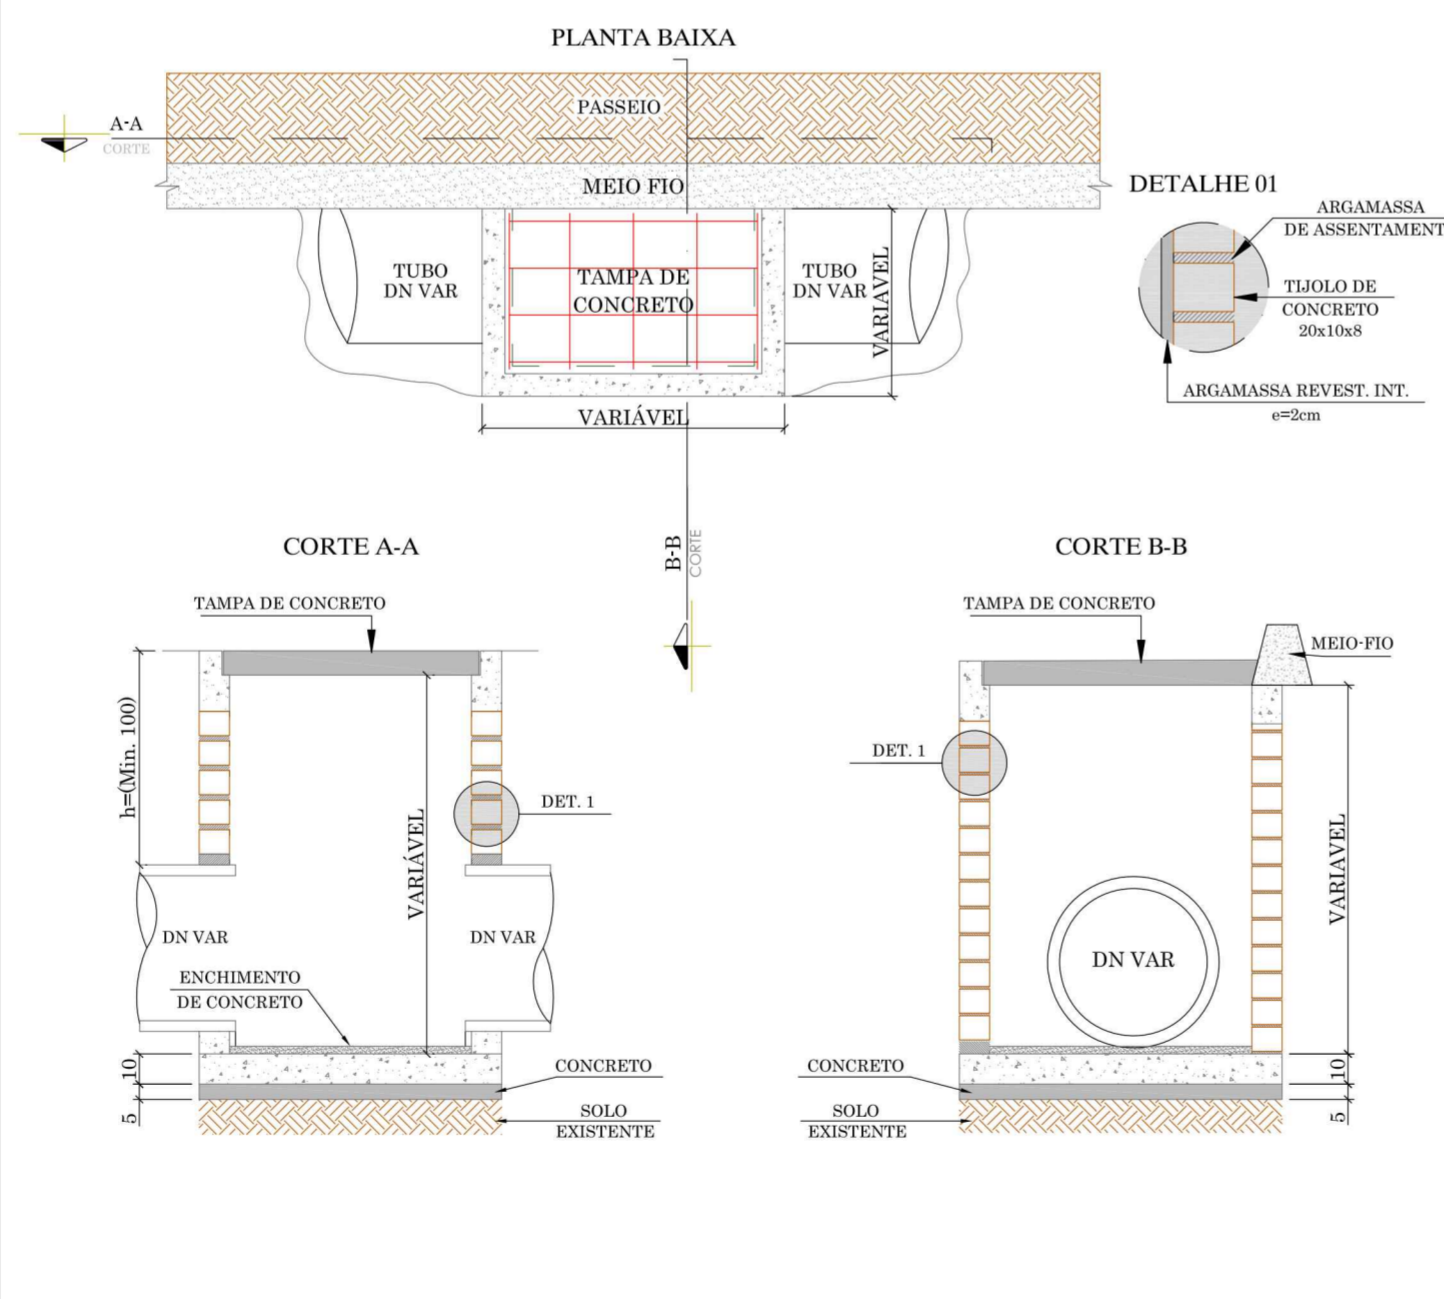 PLANTA BAIXA
PASSEIO
A-A
CORTE
MEIO FIO
TUBO
DN VAR
TAMPA DE
CONCRETO
TUBO
DN VAR
VARIAVEL
VARIÁVEL
DETALHE 01
ARGAMASSA
DE ASSENTAMENT
TIJOLO DE
CONCRETO
20x10x8
ARGAMASSA REVEST. INT.
e=2cm
B-B
CORTE
CORTE A-A
TAMPA DE CONCRETO
h=(Min. 100)
DET. 1
VARIÁVEL
DN VAR
DN VAR
ENCHIMENTO
DE CONCRETO
10
5
CONCRETO
SOLO
EXISTENTE
CORTE B-B
TAMPA DE CONCRETO
MEIO-FIO
DET. 1
VARIAVEL
DN VAR
CONCRETO
SOLO
EXISTENTE
10
5